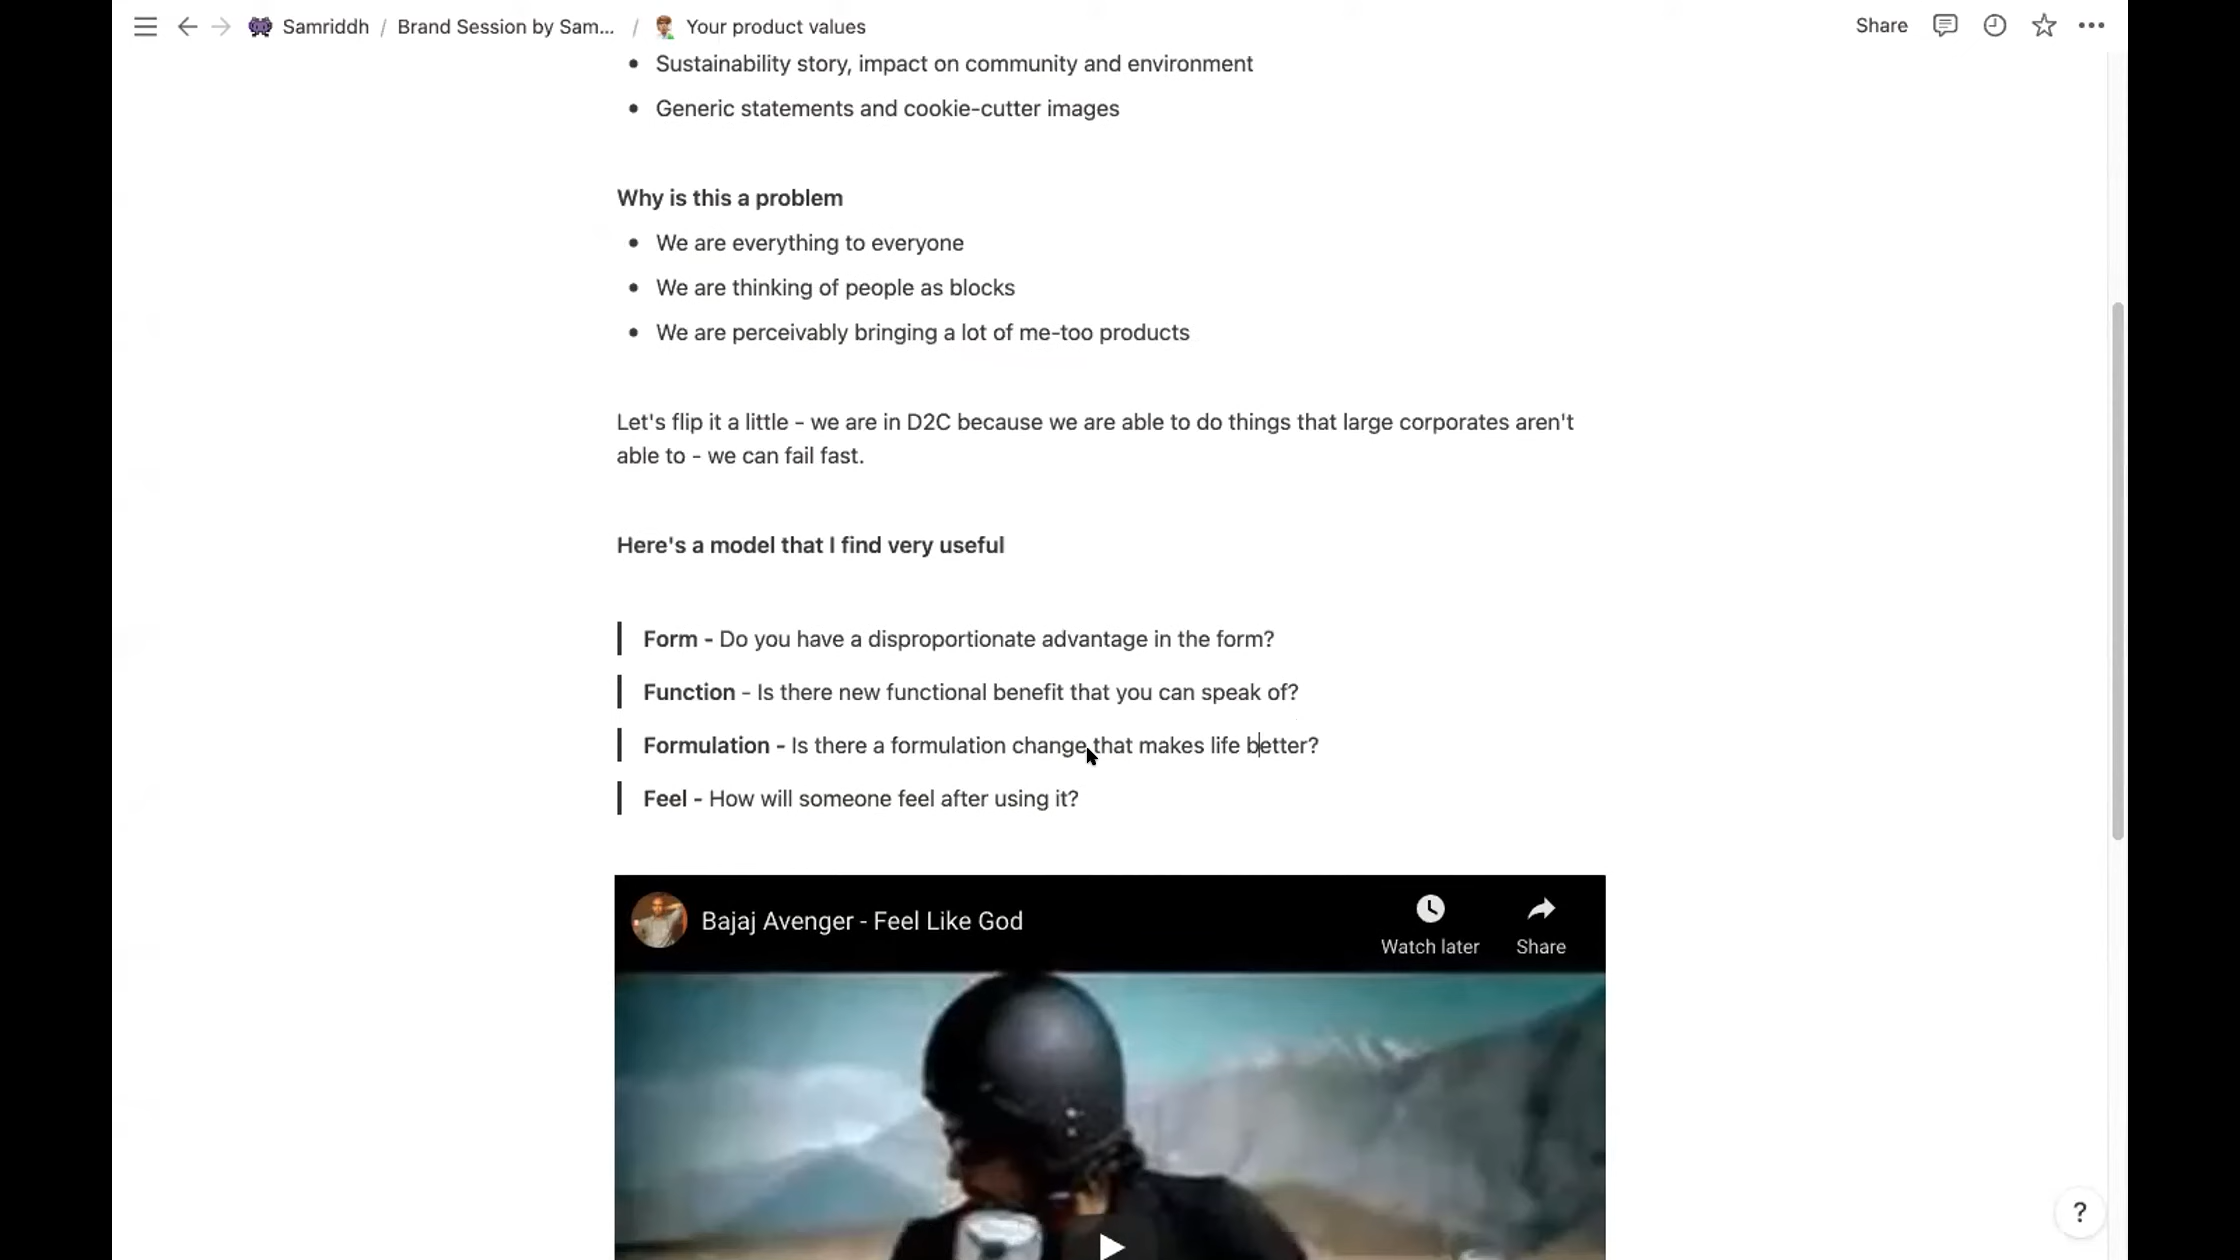 Samriddh / Brand Session by Sam... / Your product values
Share
• Sustainability story, impact on community and environment
• Generic statements and cookie-cutter images
Why is this a problem
• We are everything to everyone
• We are thinking of people as blocks
• We are perceivably bringing a lot of me-too products
Let's flip it a little - we are in D2C because we are able to do things that large corporates aren't
able to - we can fail fast.
Here's a model that I find very useful
Form - Do you have a disproportionate advantage in the form?
Function - Is there new functional benefit that you can speak of?
Formulation - Is there a formulation change that makes life better?
Feel - How will someone feel after using it?
Bajaj Avenger - Feel Like God
Watch later
Share
?